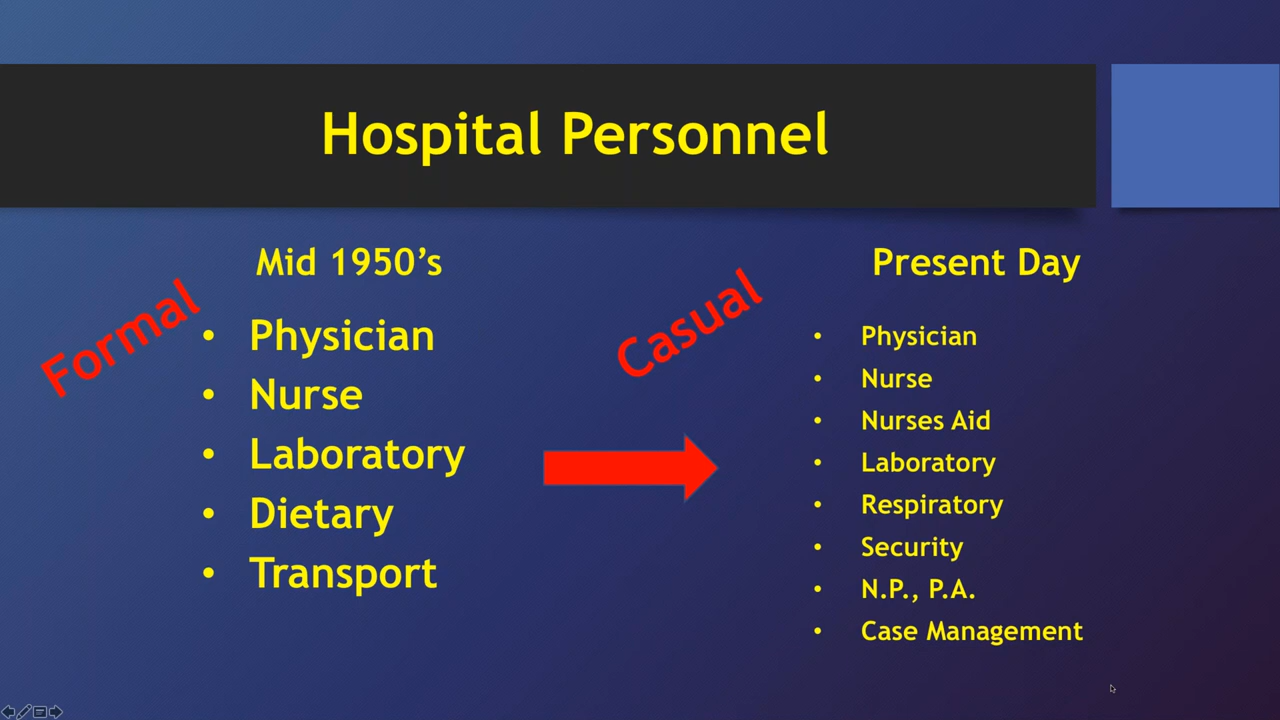 Hospital Personnel
Mid 1950's
Formal
• Physician
• Nurse
• Laboratory
• Dietary
• Transport
Casual
Present Day
• Physician
• Nurse
• Nurses Aid
• Laboratory
• Respiratory
• Security
• N.P., P.A.
• Case Management